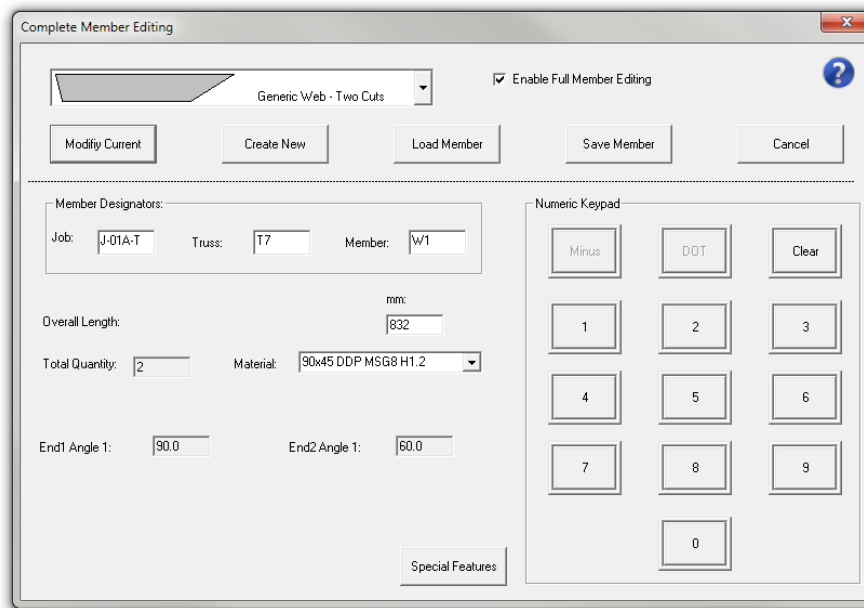 Complete Member Editing
Generic Web - Two Cuts
Enable Full Member Editing
?
Modifiy Current
Create New
Load Member
Save Member
Cancel
Member Designators:
Job: J-01A-T Truss: T7 Member: W1
mm:
Overall Length: 832
Total Quantity: 2 Material: 90x45 DDP MSG8 H1.2
End1 Angle 1: 90.0 End2 Angle 1: 60.0
Special Features
Numeric Keypad
Minus DOT Clear
1 2 3
4 5 6
7 8 9
0